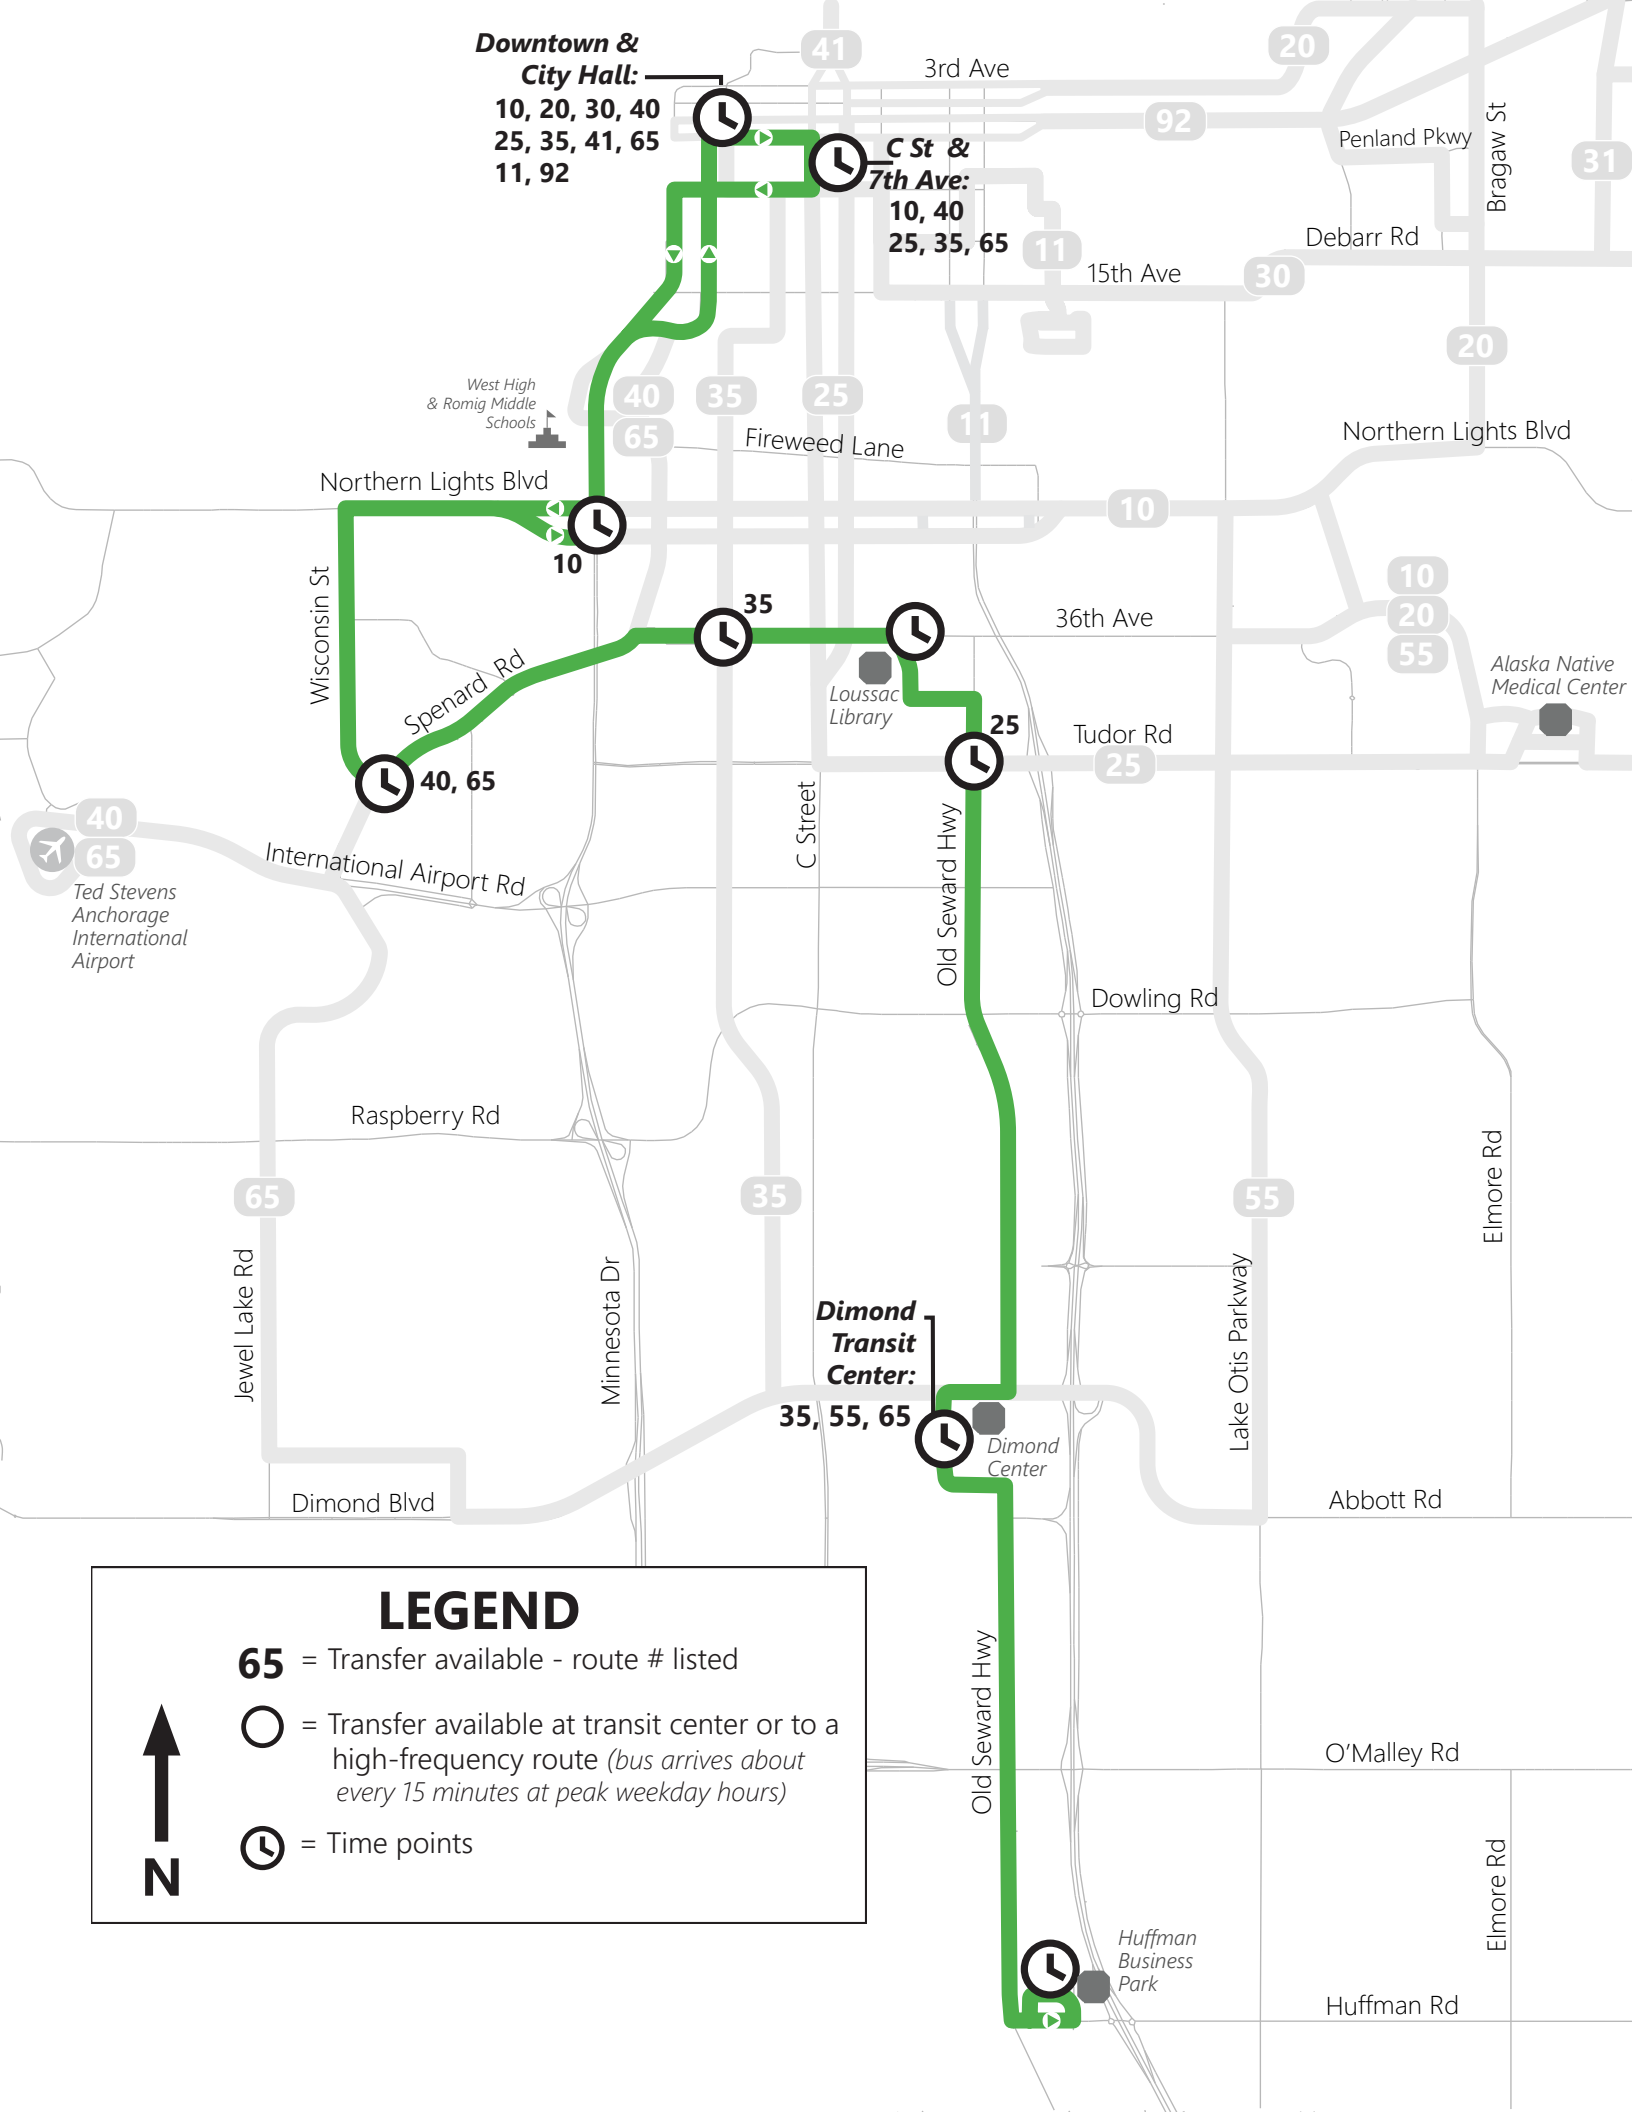 Downtown &
City Hall:
10, 20, 30, 40
25, 35, 41, 65
11, 92
41
3rd Ave
20
92
Penland Pkwy
Bragaw St
31
C St &
7th Ave:
10, 40
25, 35, 65
11
Debarr Rd
15th Ave
30
20
West High
& Romig Middle
Schools
40
65
35
25
11
Fireweed Lane
Northern Lights Blvd
Northern Lights Blvd
10
10
Wisconsin St
35
36th Ave
10
20
55
Alaska Native
Medical Center
Spenard Rd
Loussac
Library
25
Tudor Rd
25
40, 65
40
65
Ted Stevens
Anchorage
International
Airport
International Airport Rd
C Street
Old Seward Hwy
Dowling Rd
Raspberry Rd
65
35
55
Elmore Rd
Jewel Lake Rd
Minnesota Dr
Lake Otis Parkway
Dimond
Transit
Center:
35, 55, 65
Dimond
Center
Dimond Blvd
Abbott Rd
LEGEND
65 = Transfer available - route # listed
= Transfer available at transit center or to a
high-frequency route (bus arrives about
every 15 minutes at peak weekday hours)
= Time points
N
Old Seward Hwy
O'Malley Rd
Elmore Rd
Huffman
Business
Park
Huffman Rd